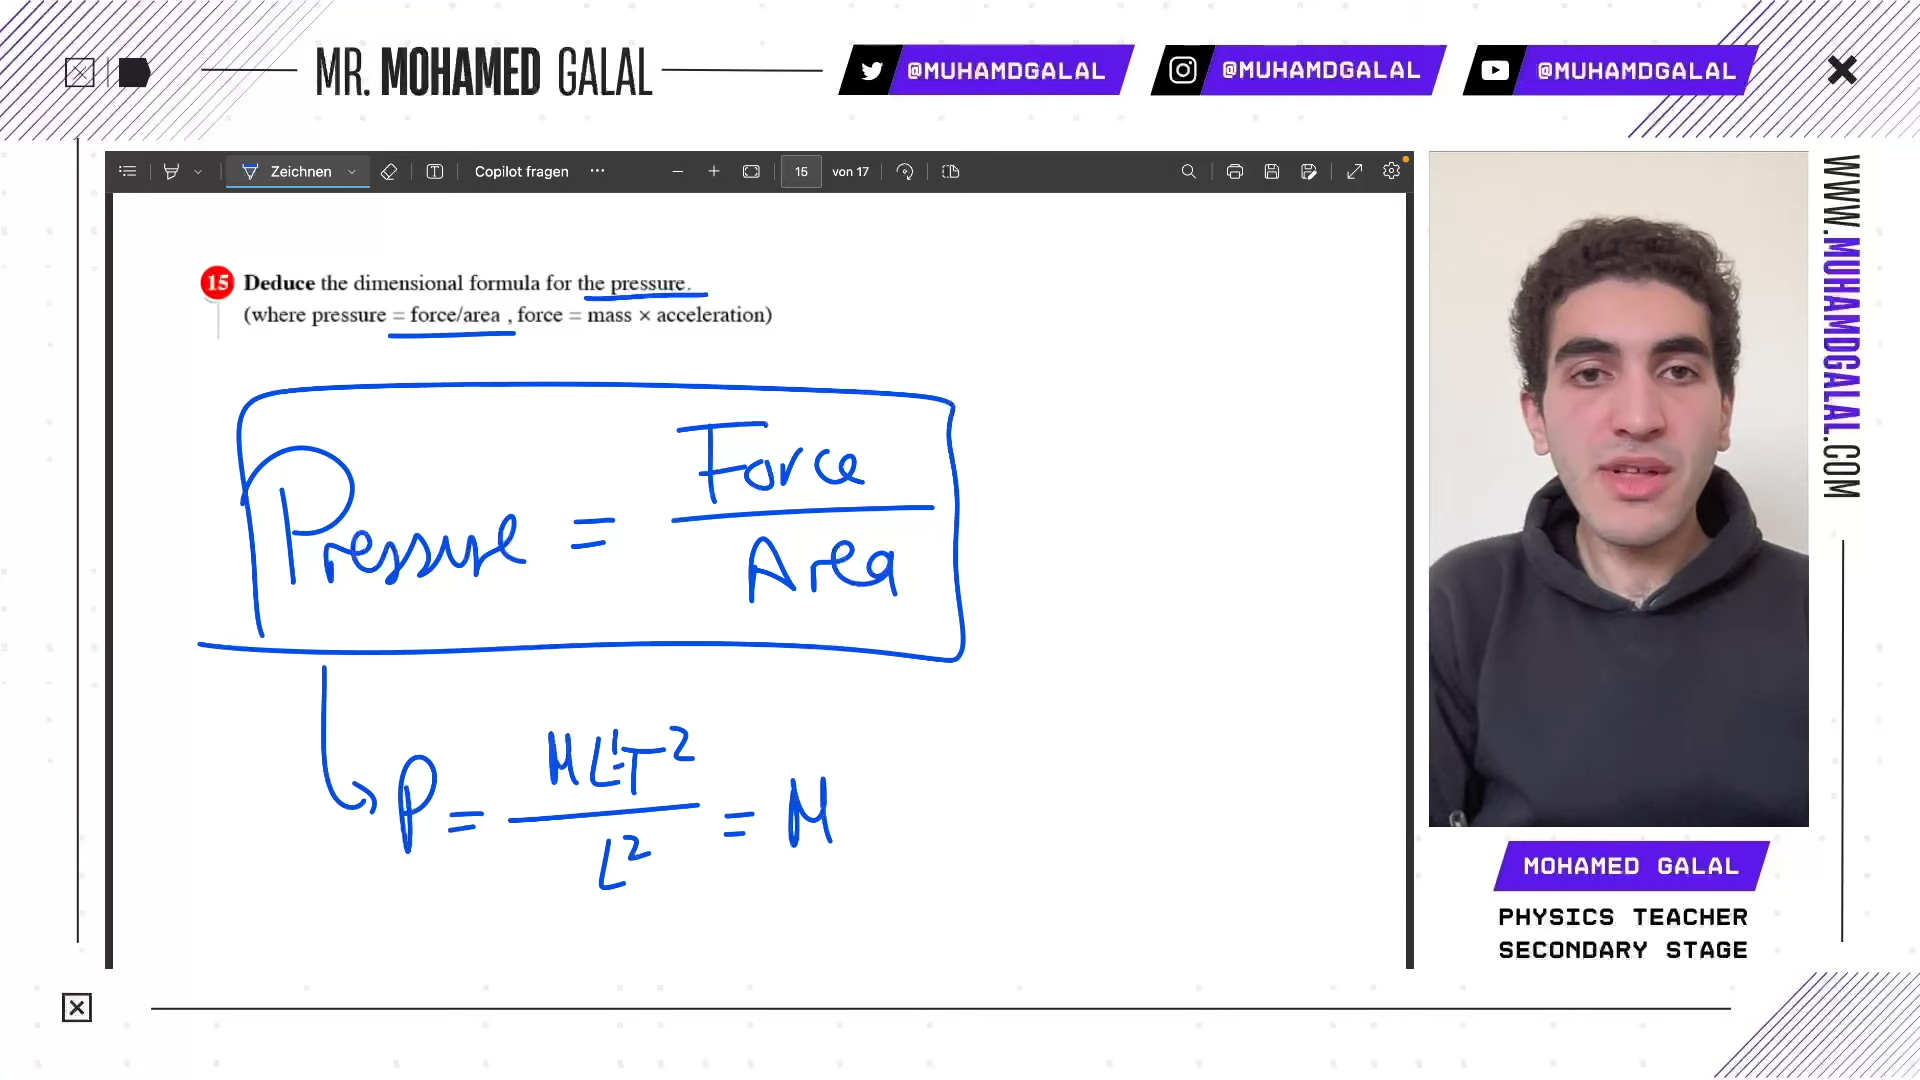 MR. MOHAMED GALAL
@MUHAMDGALAL
@MUHAMDGALAL
@MUHAMDGALAL
Zeichnen
Copilot fragen
15 von 17
15 Deduce the dimensional formula for the pressure.
(where pressure = force/area , force = mass × acceleration)
Pressure = Force / Area
P = M L¹ T⁻² / L² = M
WWW.MUHAMDGALAL.COM
MOHAMED GALAL
PHYSICS TEACHER
SECONDARY STAGE